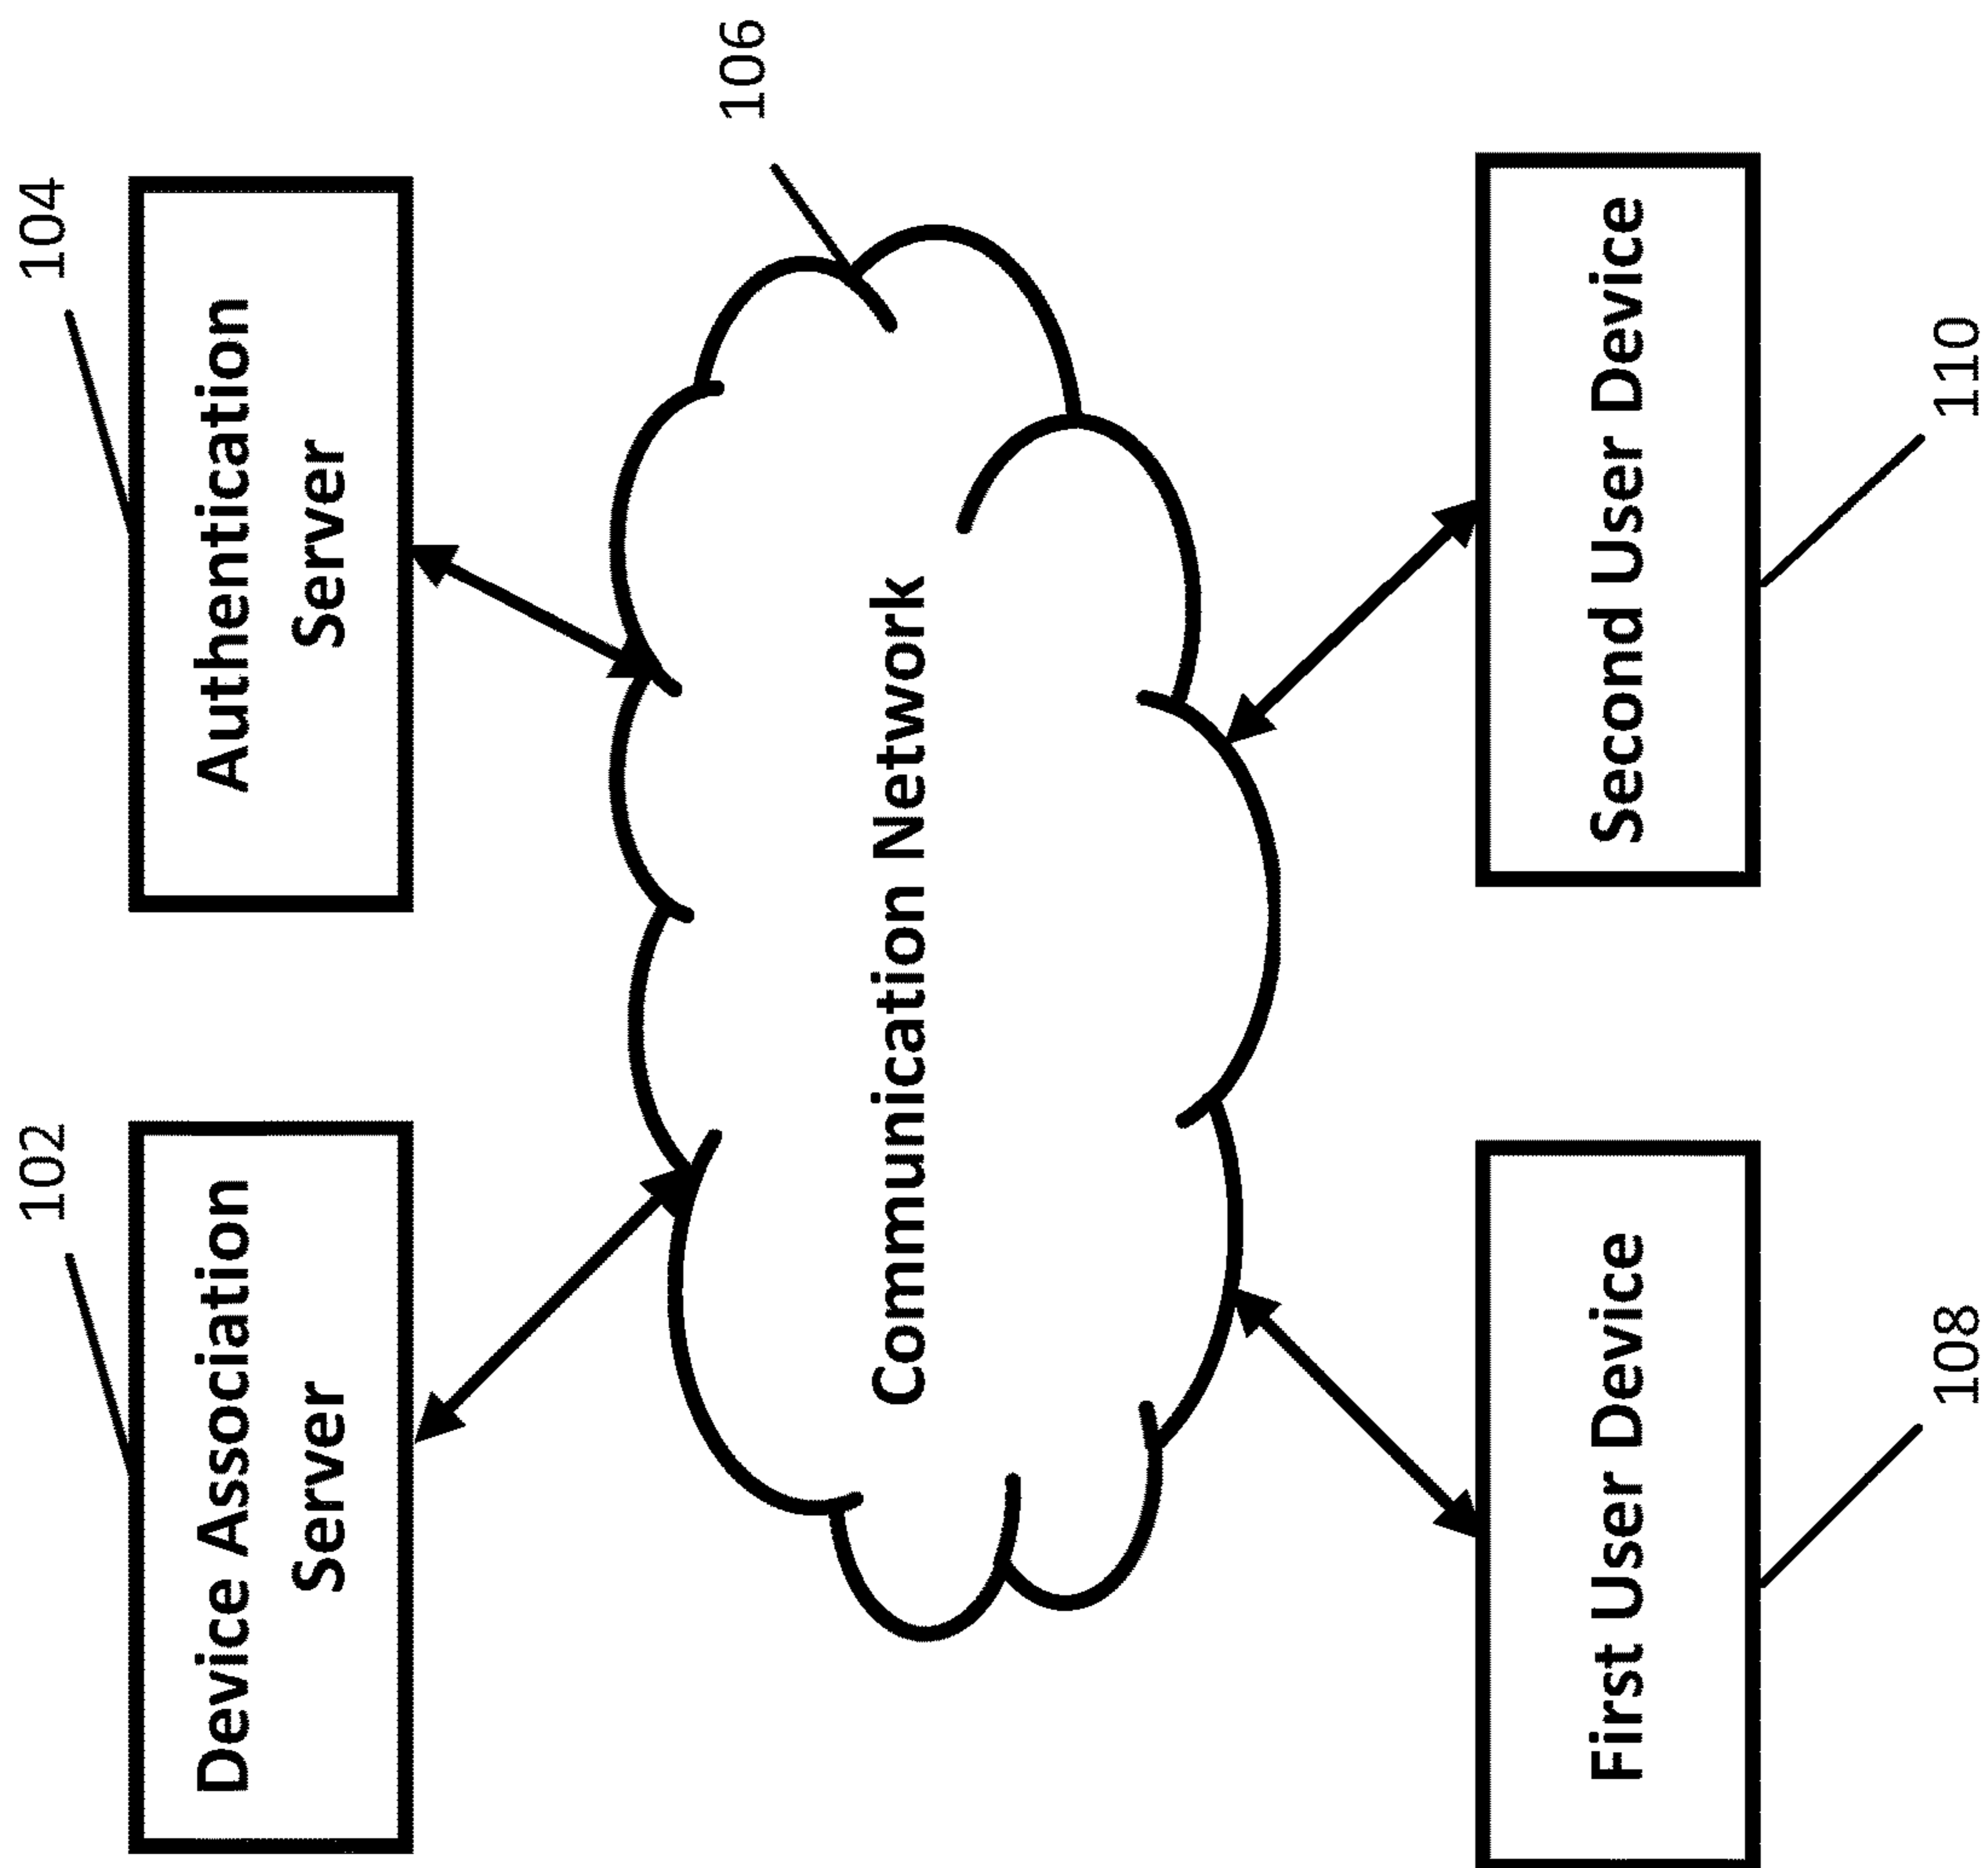 102
104
Device Association
Server
Authentication
Server
106
Communication Network
First User Device
Second User Device
108
110